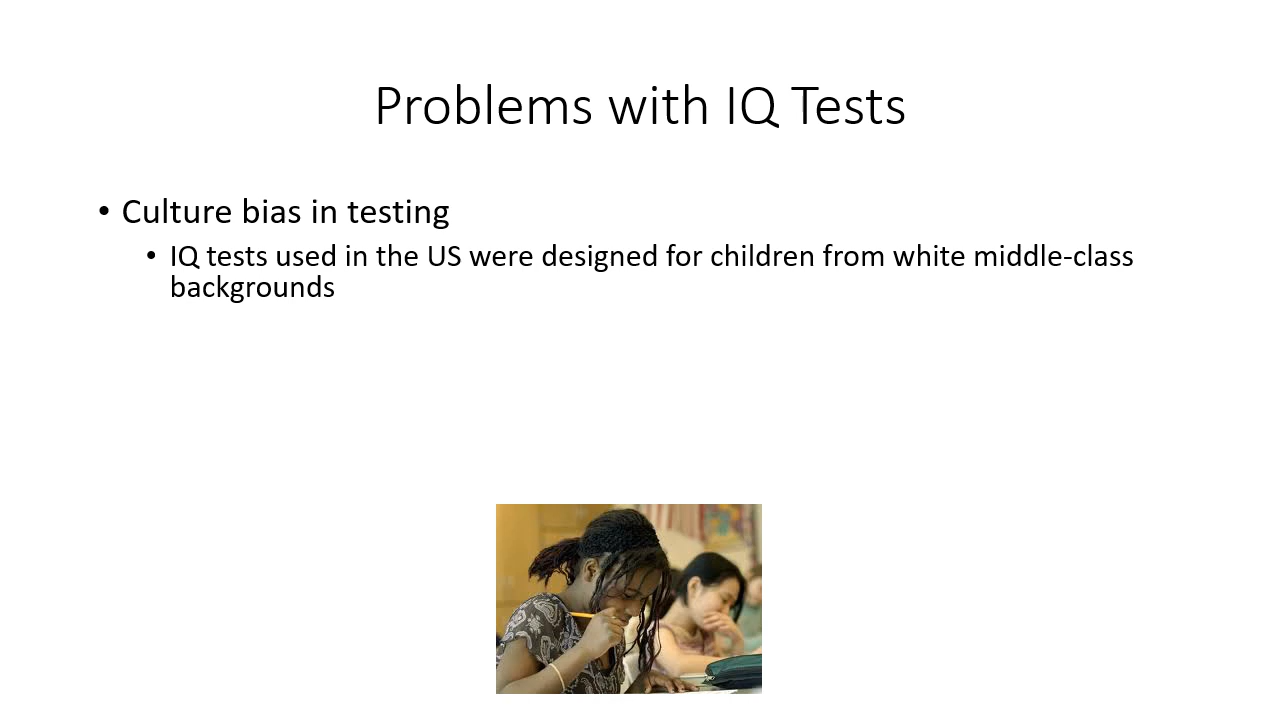 Problems with IQ Tests
• Culture bias in testing
• IQ tests used in the US were designed for children from white middle-class
backgrounds